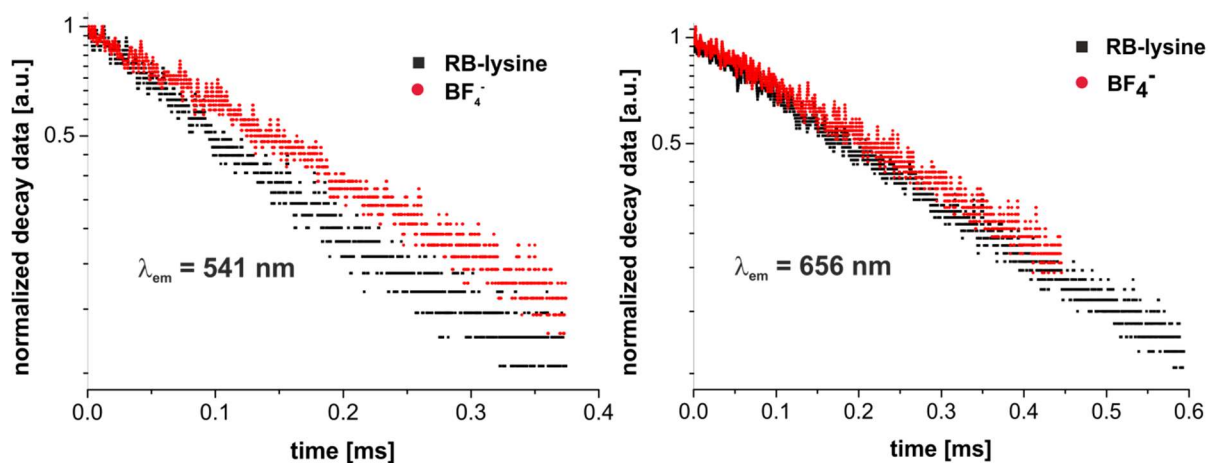 normalized decay data [a.u.]
1
0.5
RB-lysine
BF₄⁻
λem = 541 nm
0.0 0.1 0.2 0.3 0.4
time [ms]
normalized decay data [a.u.]
1
0.5
RB-lysine
BF₄⁻
λem = 656 nm
0.0 0.1 0.2 0.3 0.4 0.5 0.6
time [ms]